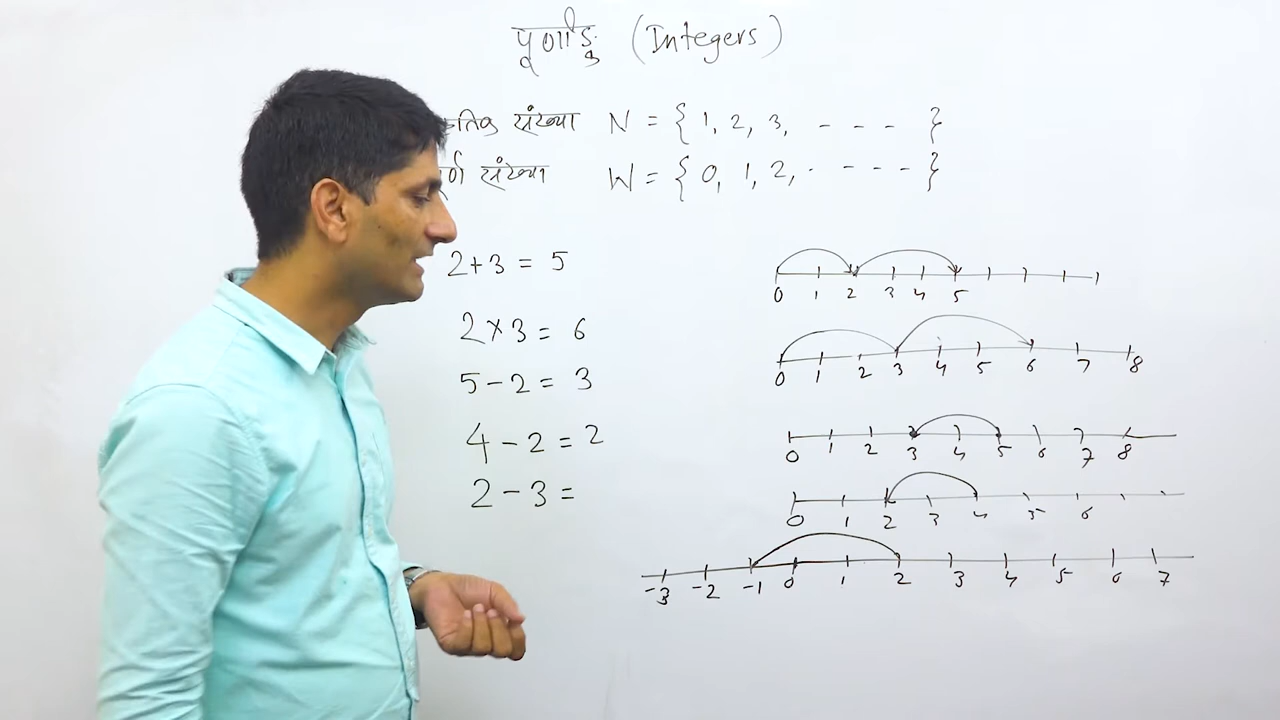 पूर्णांक (Integers)
संख्या N = { 1, 2, 3, - - - - }
संख्या W = { 0, 1, 2, - - - - - }
2+3 = 5
0 1 2 3 4 5
2×3 = 6
0 1 2 3 4 5 6 7 8
5-2 = 3
0 1 2 3 4 5 6 7 8
4-2 = 2
0 1 2 3 4 5 6
2-3 =
-3 -2 -1 0 1 2 3 4 5 6 7